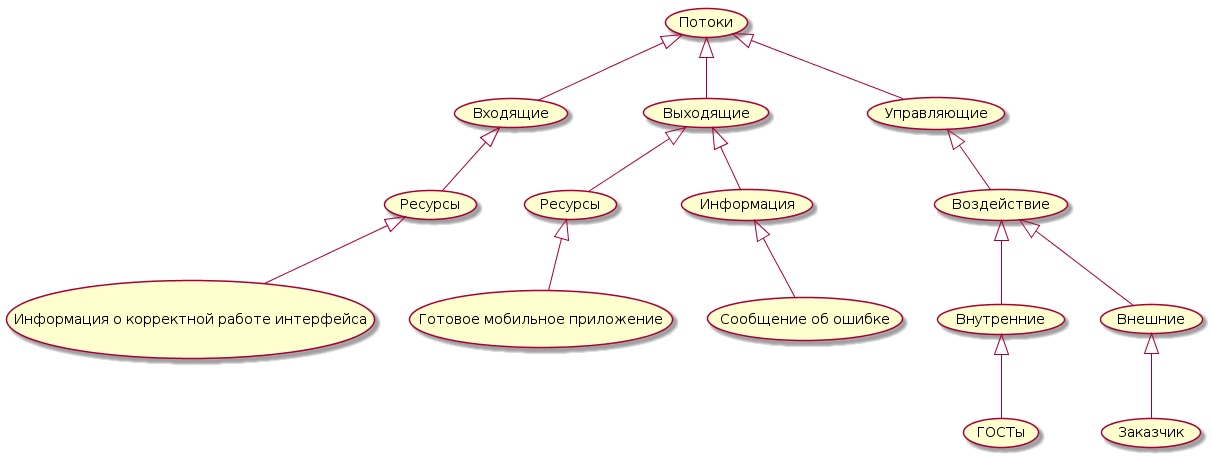 Потоки
Входящие
Выходящие
Управляющие
Ресурсы
Ресурсы
Информация
Воздействие
Информация о корректной работе интерфейса
Готовое мобильное приложение
Сообщение об ошибке
Внутренние
Внешние
ГОСТы
Заказчик